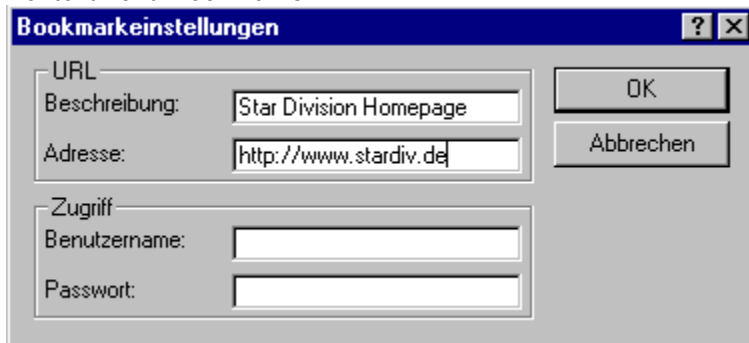 Bookmarkeinstellungen
URL
Beschreibung: Star Division Homepage
Adresse: http://www.stardiv.de
OK
Abbrechen
Zugriff
Benutzername:
Passwort: